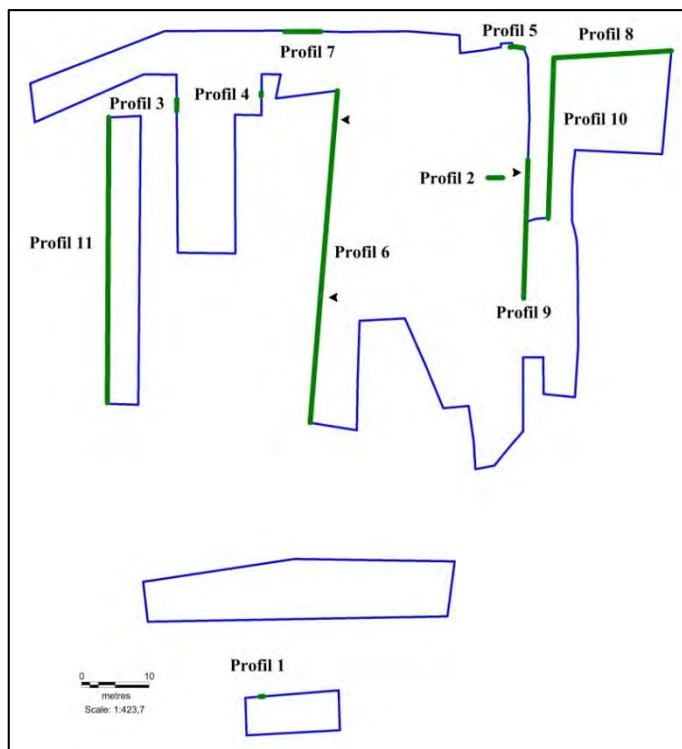 Profil 5
Profil 8
Profil 7
Profil 3
Profil 4
Profil 10
Profil 2
Profil 11
Profil 6
Profil 9
Profil 1
0 10
metres
Scale: 1:423,7